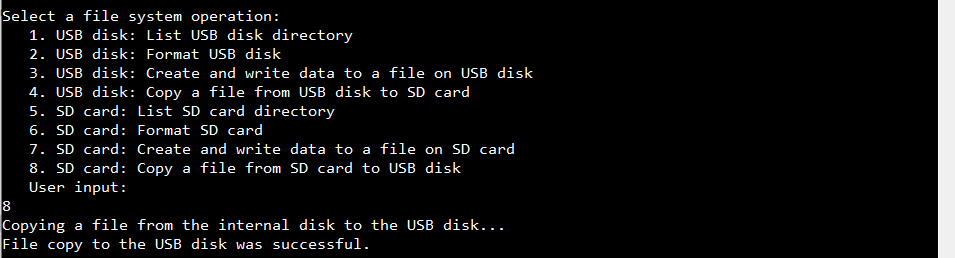 Select a file system operation:
1. USB disk: List USB disk directory
2. USB disk: Format USB disk
3. USB disk: Create and write data to a file on USB disk
4. USB disk: Copy a file from USB disk to SD card
5. SD card: List SD card directory
6. SD card: Format SD card
7. SD card: Create and write data to a file on SD card
8. SD card: Copy a file from SD card to USB disk
User input:
8
Copying a file from the internal disk to the USB disk...
File copy to the USB disk was successful.